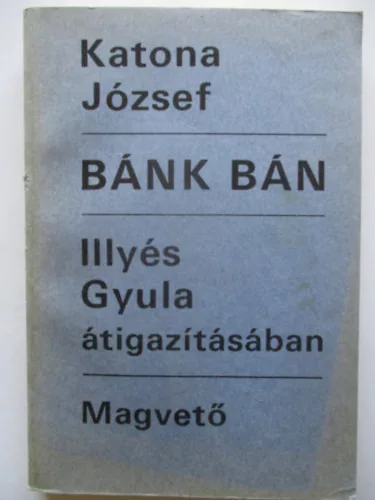 Katona
József
BÁNK BÁN
Illyés
Gyula
átigazításában
Magvető